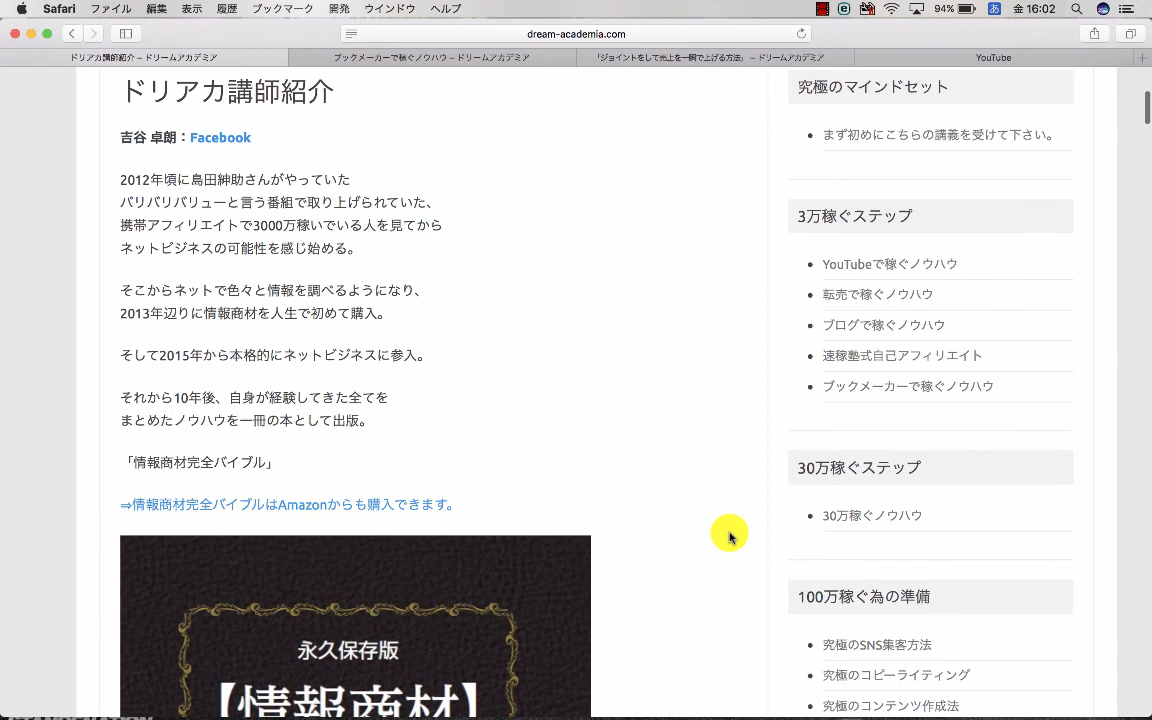 Safari ファイル 編集 表示 履歴 ブックマーク 開発 ウインドウ ヘルプ 94% あ 金 16:02
dream-academia.com
ドリアカ講師紹介 – ドリームアカデミア
ブックメーカーで稼ぐノウハウ – ドリームアカデミア
「ジョイントをして売上を一瞬で上げる方法」 – ドリームアカデミア
YouTube
ドリアカ講師紹介
吉谷 卓朗：Facebook
2012年頃に島田紳助さんがやっていた
バリバリバリューと言う番組で取り上げられていた、
携帯アフィリエイトで3000万稼いでいる人を見てから
ネットビジネスの可能性を感じ始める。
そこからネットで色々と情報を調べるようになり、
2013年辺りに情報商材を人生で初めて購入。
そして2015年から本格的にネットビジネスに参入。
それから10年後、自身が経験してきた全てを
まとめたノウハウを一冊の本として出版。
「情報商材完全バイブル」
⇒情報商材完全バイブルはAmazonからも購入できます。
永久保存版
【情報商材】
究極のマインドセット
まず初めにこちらの講義を受けて下さい。
3万稼ぐステップ
YouTubeで稼ぐノウハウ
転売で稼ぐノウハウ
ブログで稼ぐノウハウ
速稼塾式自己アフィリエイト
ブックメーカーで稼ぐノウハウ
30万稼ぐステップ
30万稼ぐノウハウ
100万稼ぐ為の準備
究極のSNS集客方法
究極のコピーライティング
究極のコンテンツ作成法